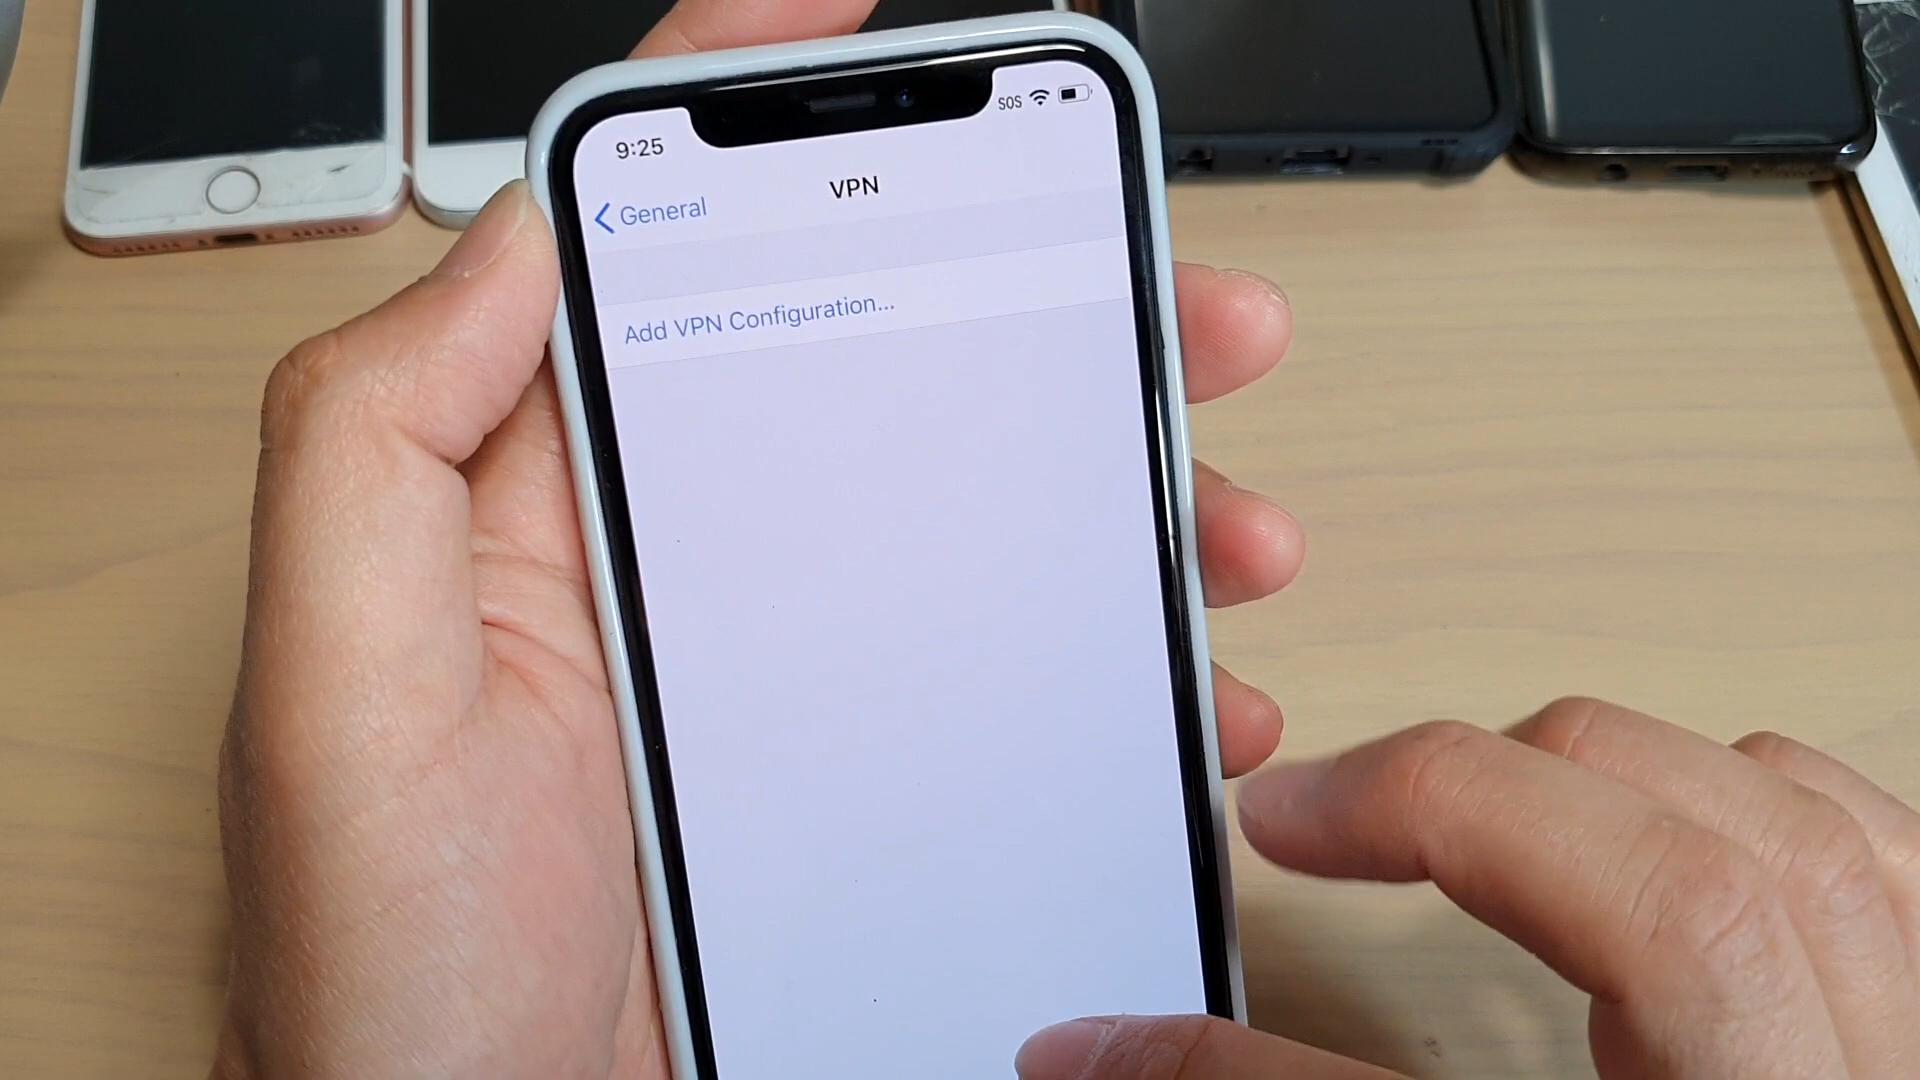 9:25
SOS
VPN
General
Add VPN Configuration...